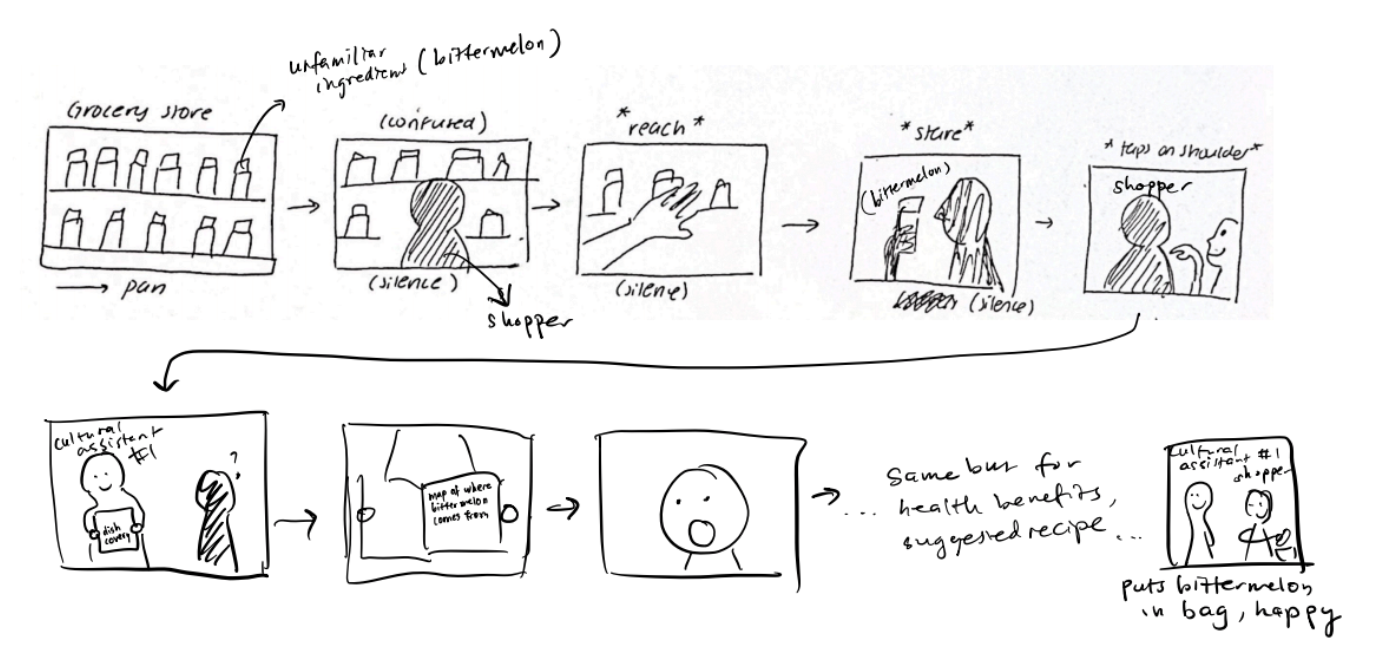 unfamiliar
ingredient (bittermelon)
Grocery store
→ pan
(confused)
(silence)
shopper
*reach*
(silence)
*stare*
(bittermelon)
(silence)
*taps on shoulder*
shopper
cultural
assistant
#1
?
dish
covery
map of where
bittermelon
comes from
Same but for
... health benefits,
suggested recipe...
cultural
assistant #1
shopper
puts bittermelon
in bag, happy